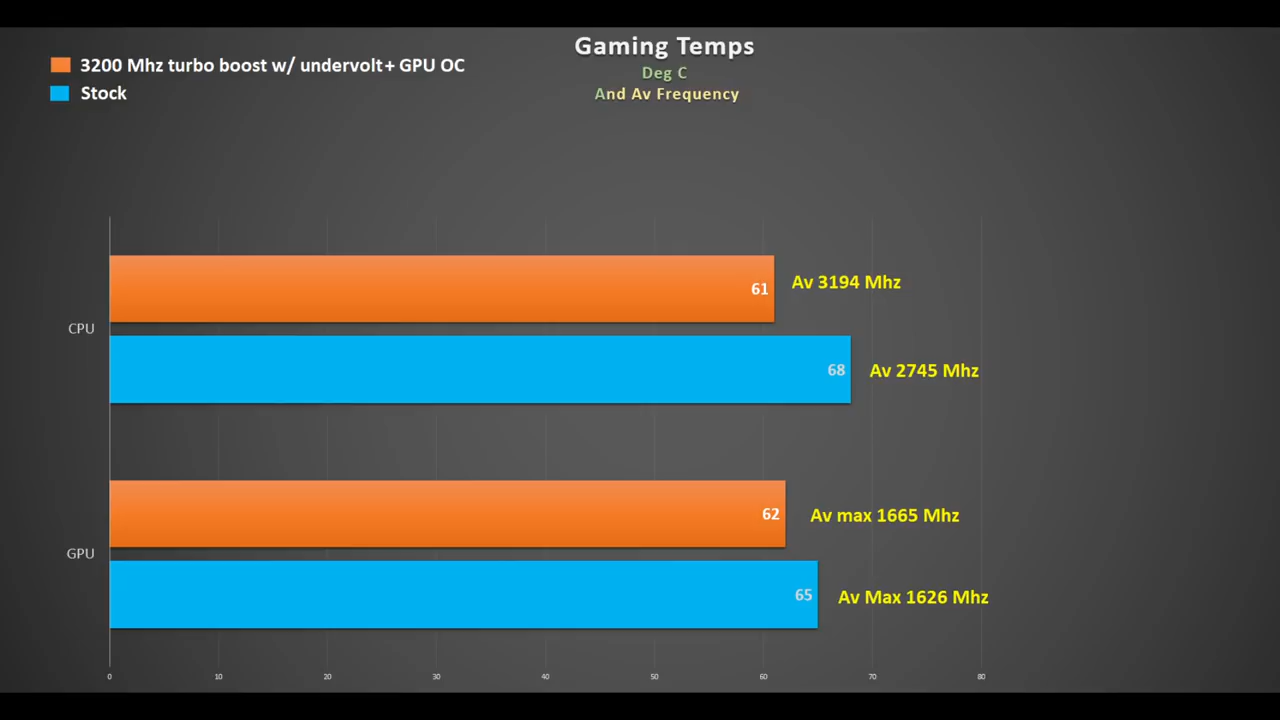 Gaming Temps
Deg C
And Av Frequency
3200 Mhz turbo boost w/ undervolt+ GPU OC
Stock
CPU
61
Av 3194 Mhz
68
Av 2745 Mhz
GPU
62
Av max 1665 Mhz
65
Av Max 1626 Mhz
0 10 20 30 40 50 60 70 80